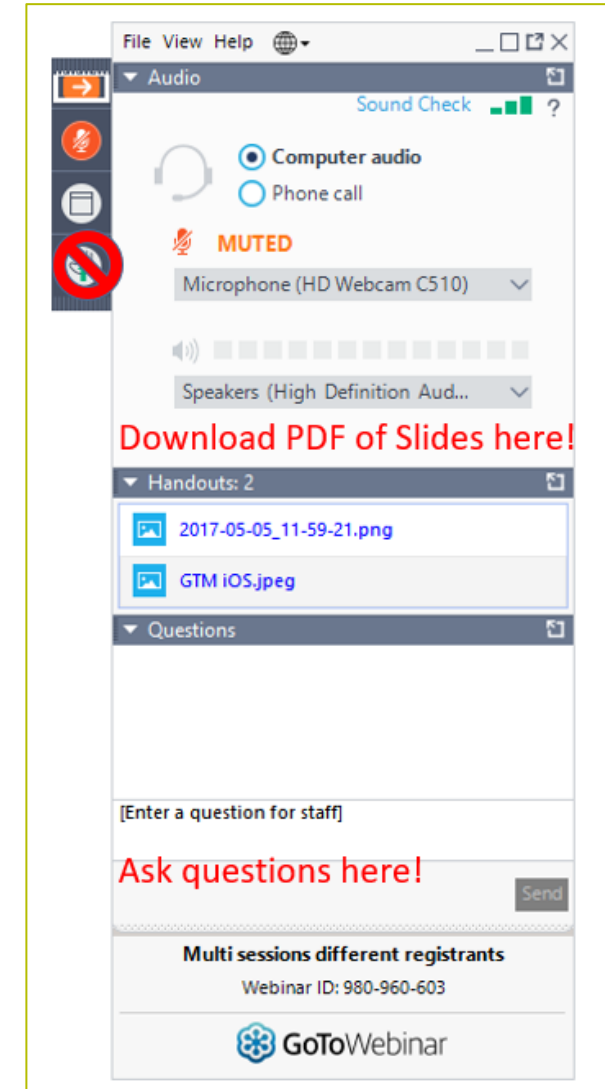 File View Help
Audio
Sound Check ?
Computer audio
Phone call
MUTED
Microphone (HD Webcam C510)
Speakers (High Definition Aud...
Download PDF of Slides here!
Handouts: 2
2017-05-05_11-59-21.png
GTM iOS.jpeg
Questions
[Enter a question for staff]
Ask questions here!
Send
Multi sessions different registrants
Webinar ID: 980-960-603
GoToWebinar